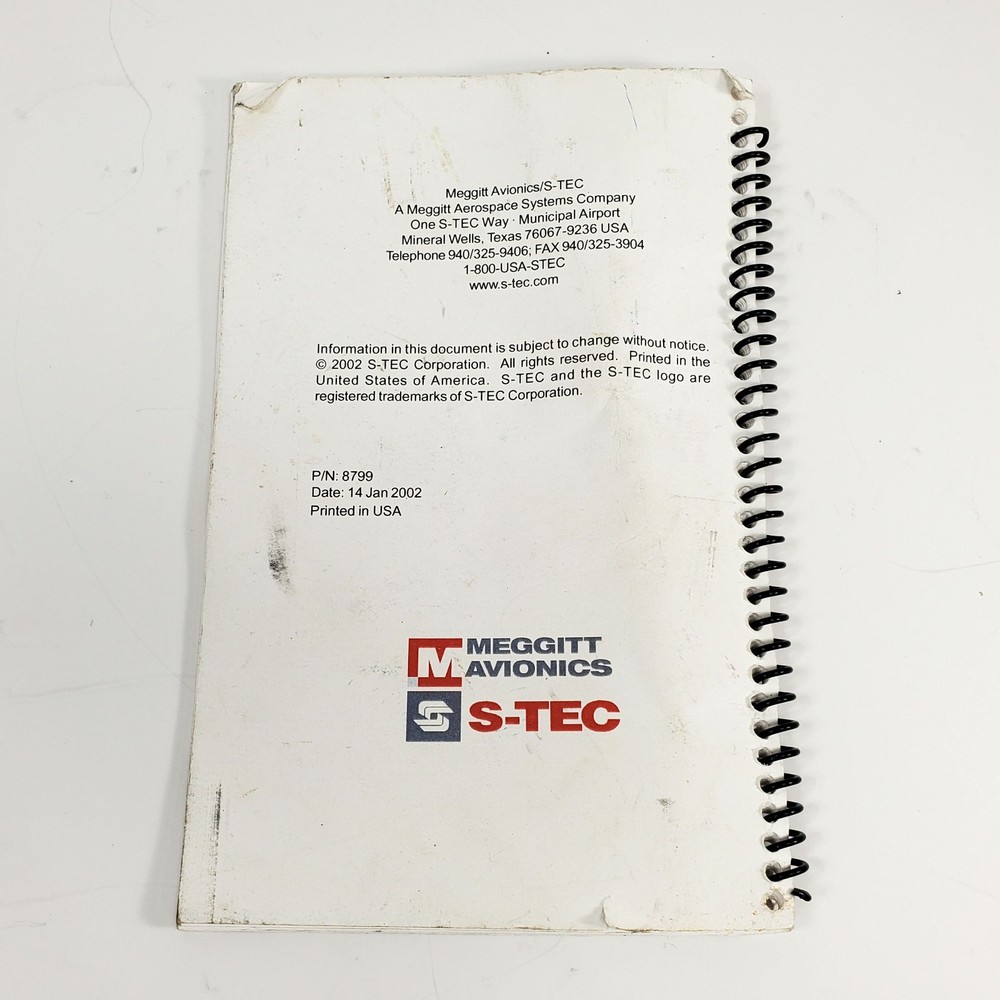 Meggitt Avionics/S-TEC
A Meggitt Aerospace Systems Company
One S-TEC Way · Municipal Airport
Mineral Wells, Texas 76067-9236 USA
Telephone 940/325-9406; FAX 940/325-3904
1-800-USA-STEC
www.s-tec.com
Information in this document is subject to change without notice.
© 2002 S-TEC Corporation. All rights reserved. Printed in the
United States of America. S-TEC and the S-TEC logo are
registered trademarks of S-TEC Corporation.
P/N: 8799
Date: 14 Jan 2002
Printed in USA
M MEGGITT
AVIONICS
S S-TEC